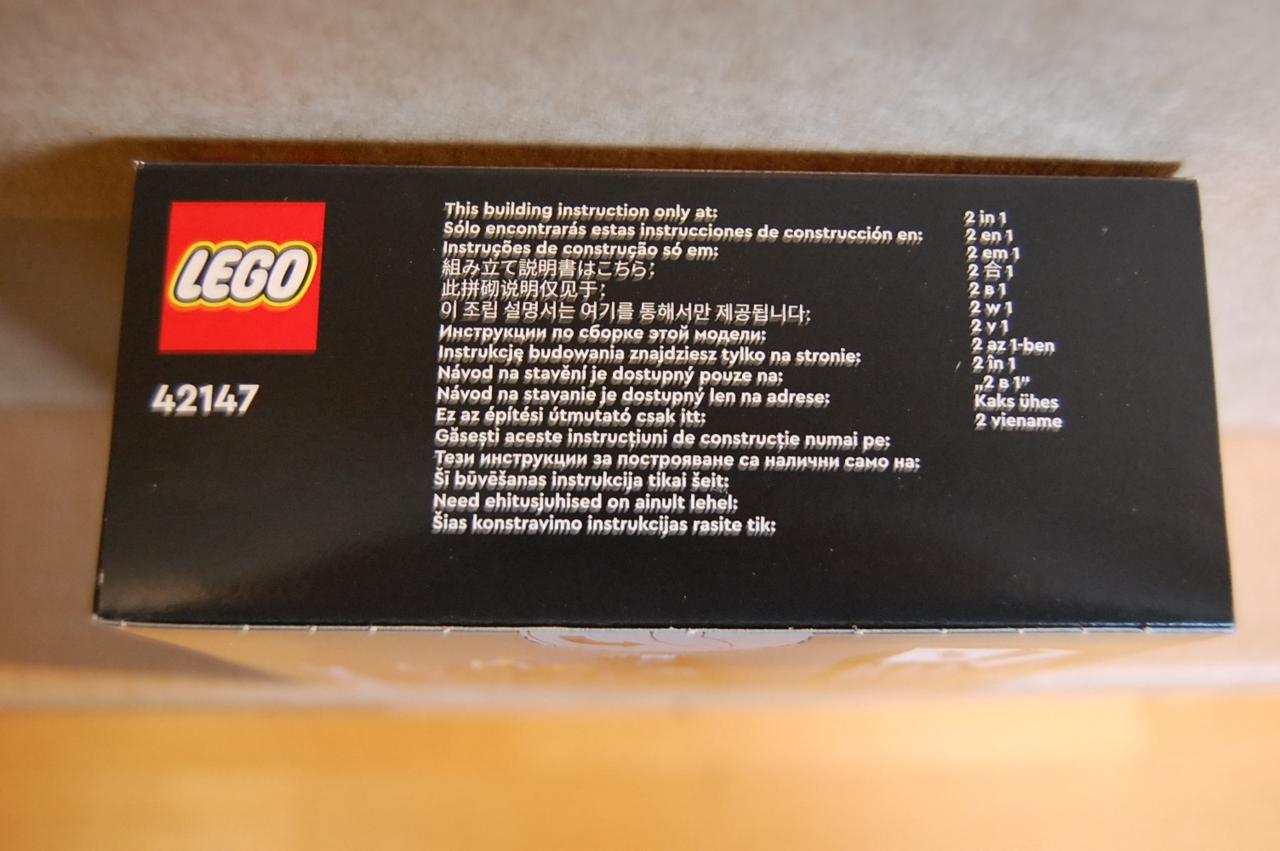 LEGO
42147
This building instruction only at:
Sólo encontrarás estas instrucciones de construcción en:
Instruções de construção só em:
組み立て説明書はこちら:
此拼砌说明仅见于:
이 조립 설명서는 여기를 통해서만 제공됩니다:
Инструкции по сборке этой модели:
Instrukcję budowania znajdziesz tylko na stronie:
Návod na stavění je dostupný pouze na:
Návod na stavanie je dostupný len na adrese:
Ez az építési útmutató csak itt:
Găsești aceste instrucțiuni de construcție numai pe:
Тези инструкции за построяване са налични само на:
Šī būvēšanas instrukcija tikai šeit:
Need ehitusjuhised on ainult lehel:
Šias konstravimo instrukcijas rasite tik:
2 in 1
2 en 1
2 em 1
2 合 1
2 в 1
2 w 1
2 v 1
2 az 1-ben
2 în 1
„2 в 1“
Kaks ühes
2 viename